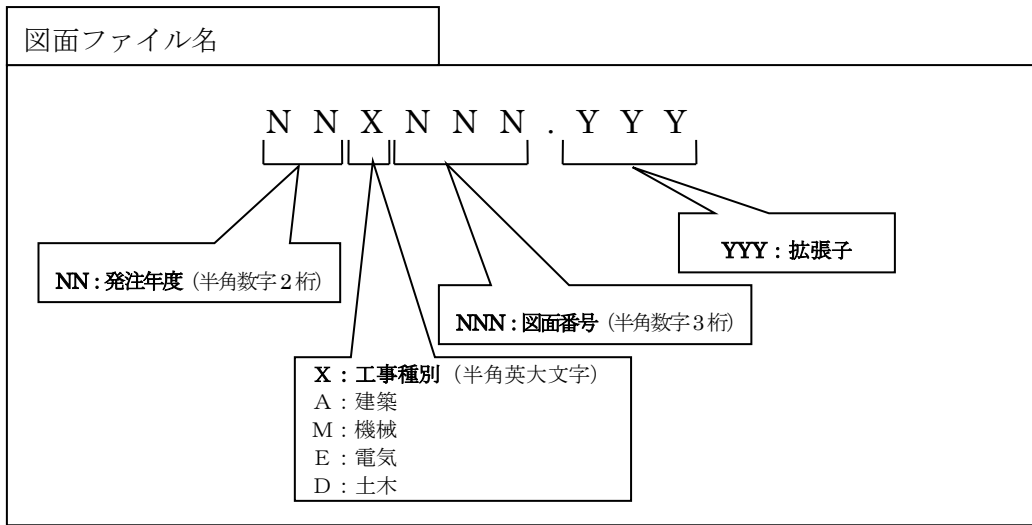 図面ファイル名
ＮＮＸＮＮＮ．ＹＹＹ
NN：発注年度（半角数字２桁）
YYY：拡張子
NNN：図面番号（半角数字３桁）
Ｘ：工事種別（半角英大文字）
Ａ：建築
Ｍ：機械
Ｅ：電気
Ｄ：土木